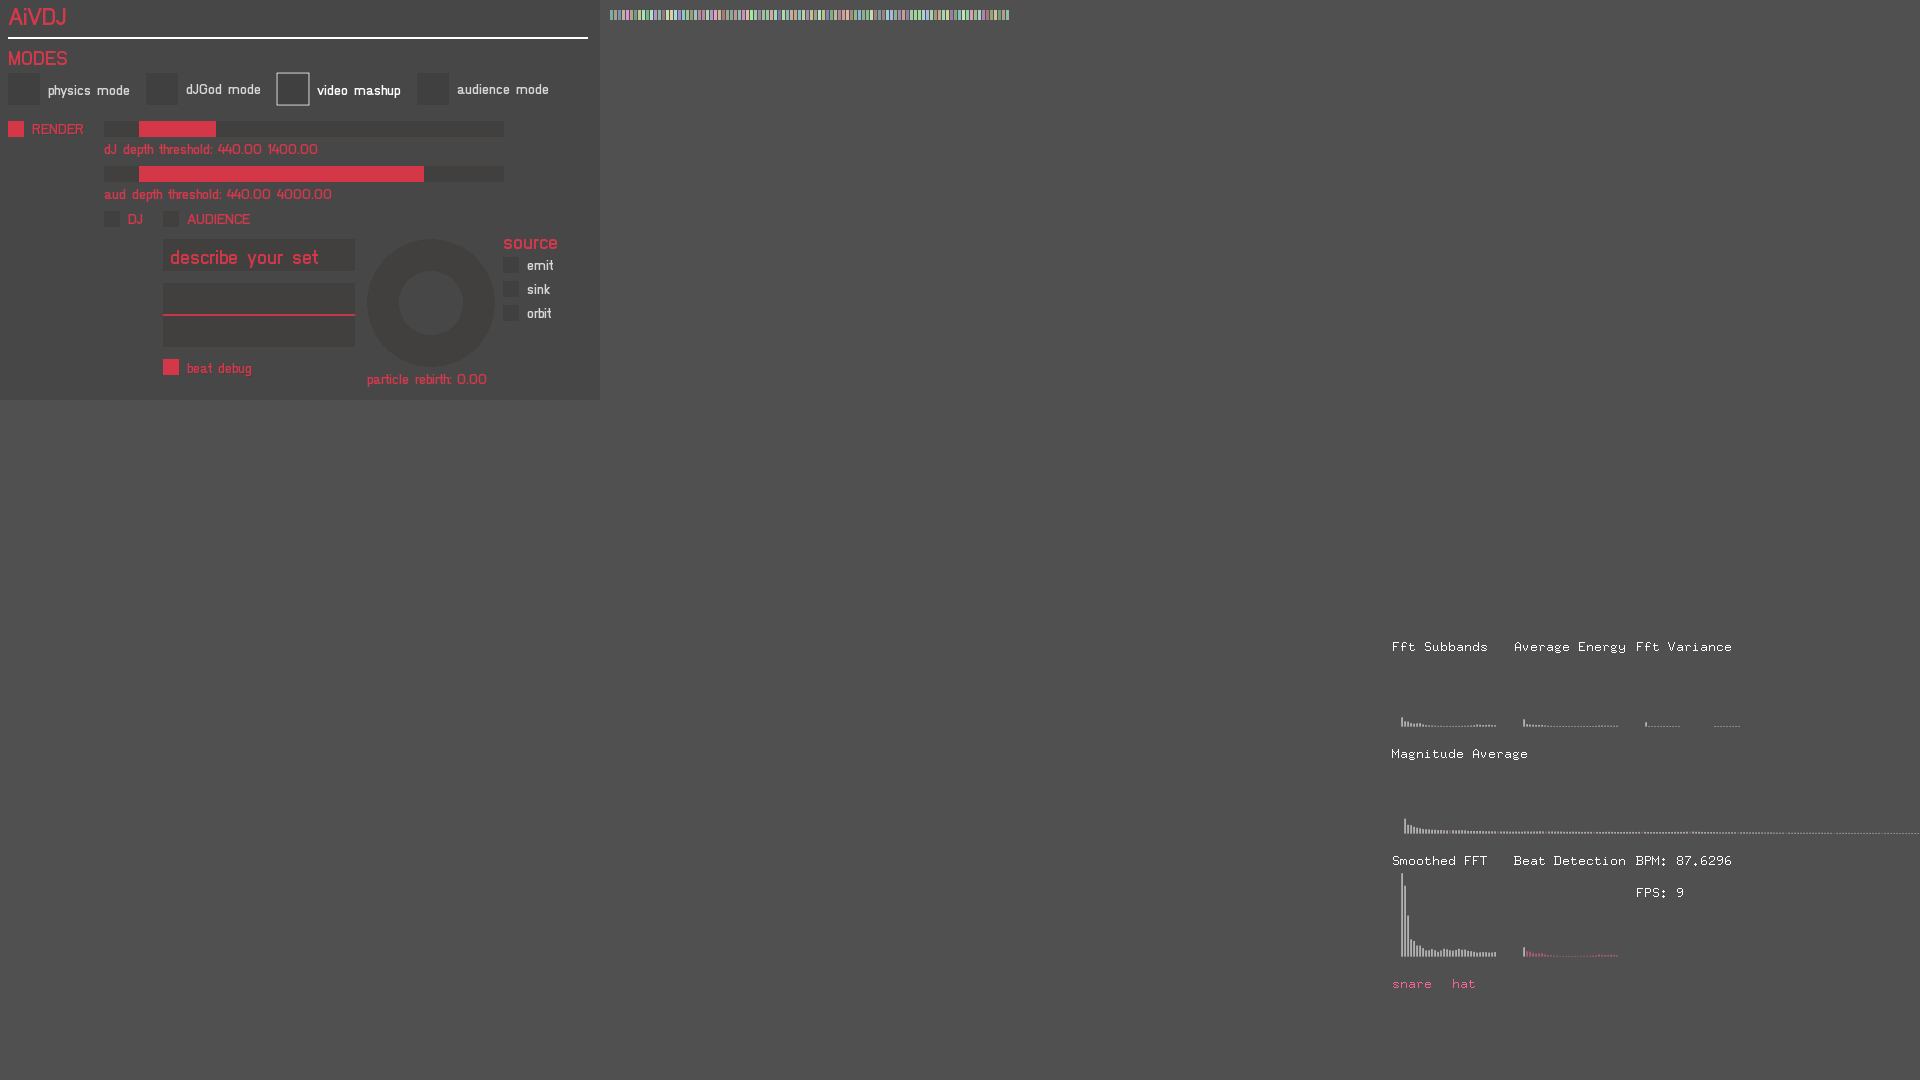 AiVDJ
MODES
physics mode dJGod mode video mashup audience mode
RENDER
dJ depth threshold: 440.00 1400.00
aud depth threshold: 440.00 4000.00
DJ AUDIENCE
describe your set
source
emit
sink
orbit
beat debug
particle rebirth: 0.00
Fft Subbands Average Energy Fft Variance
Magnitude Average
Smoothed FFT Beat Detection BPM: 87.6296
FPS: 9
snare hat